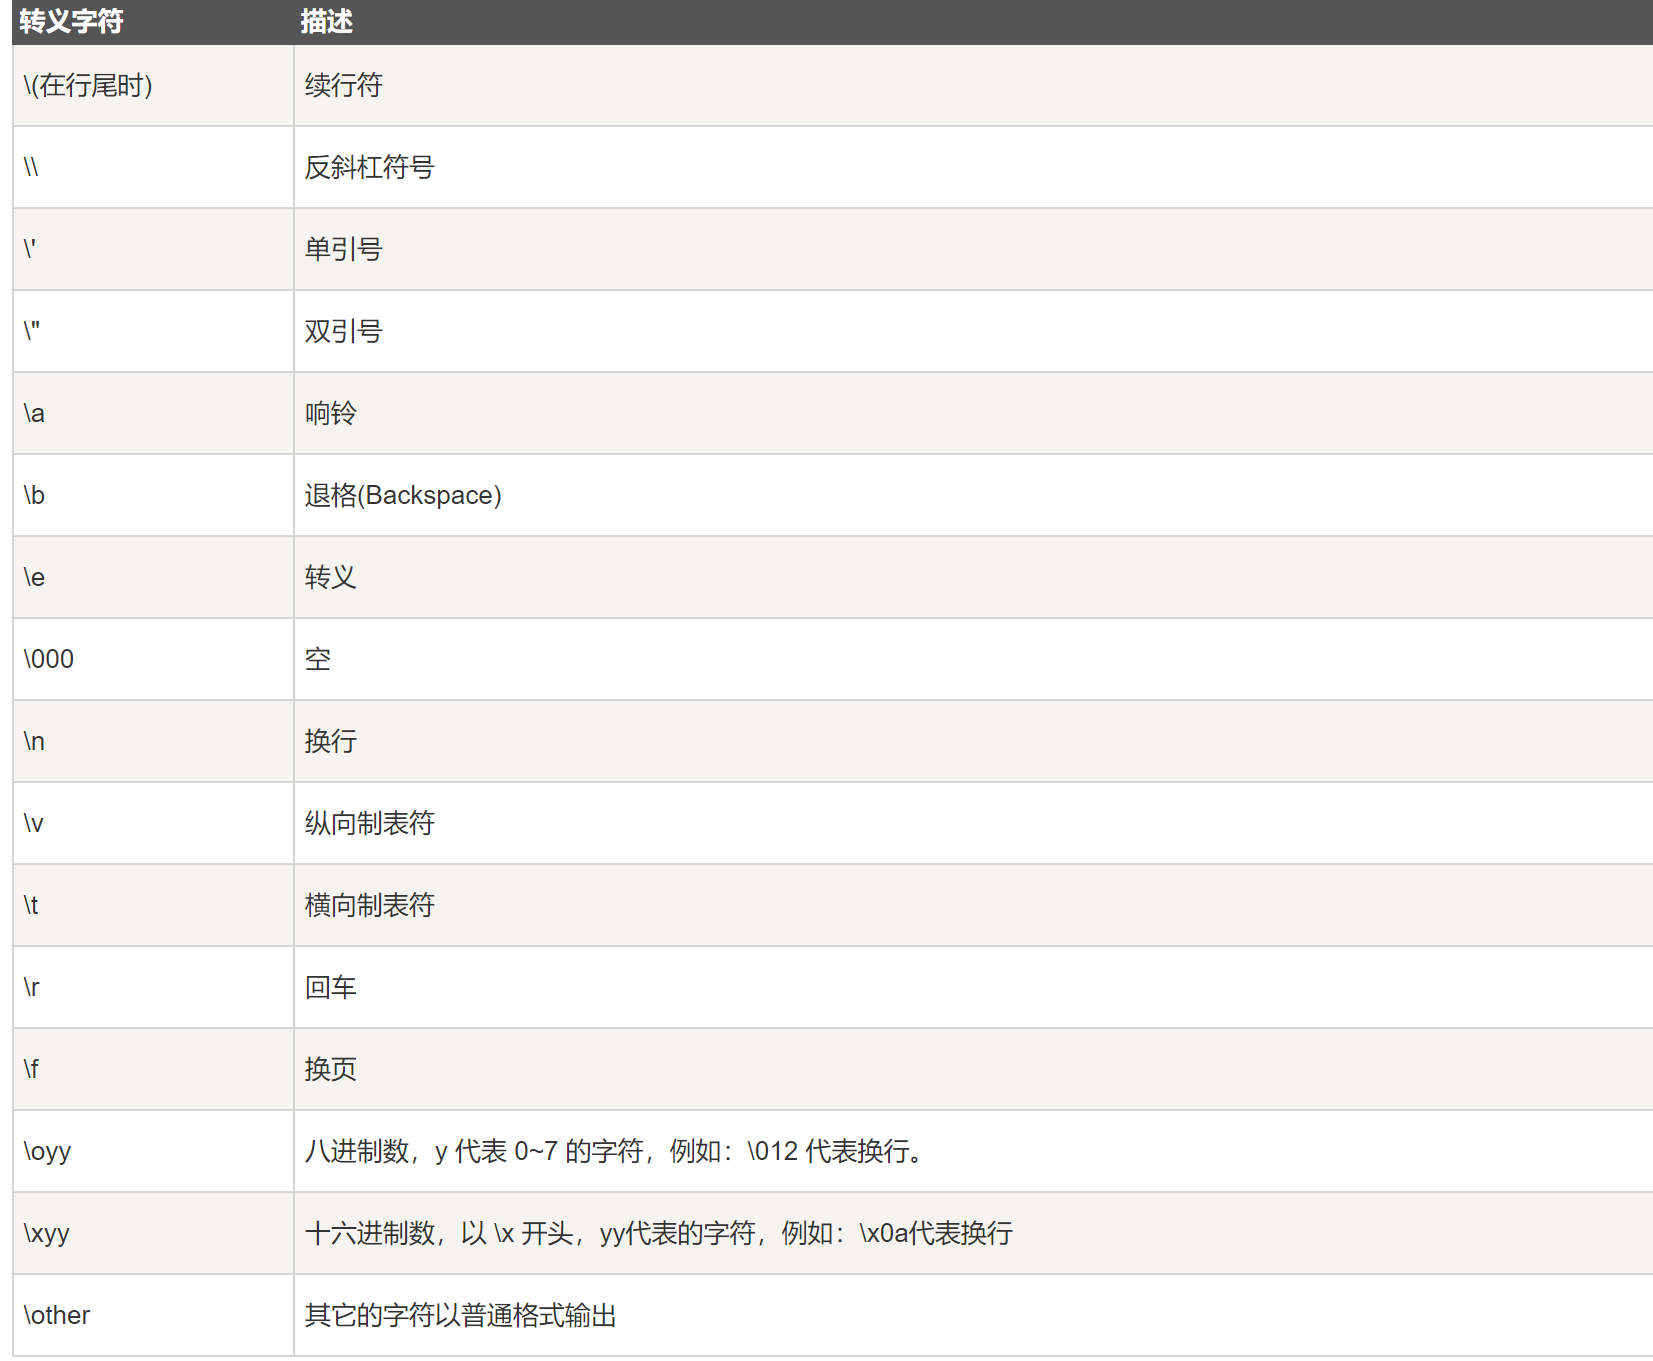 转义字符 描述
\(在行尾时) 续行符
\\ 反斜杠符号
\' 单引号
\" 双引号
\a 响铃
\b 退格(Backspace)
\e 转义
\000 空
\n 换行
\v 纵向制表符
\t 横向制表符
\r 回车
\f 换页
\oyy 八进制数，y 代表 0~7 的字符，例如：\012 代表换行。
\xyy 十六进制数，以 \x 开头，yy代表的字符，例如：\x0a代表换行
\other 其它的字符以普通格式输出